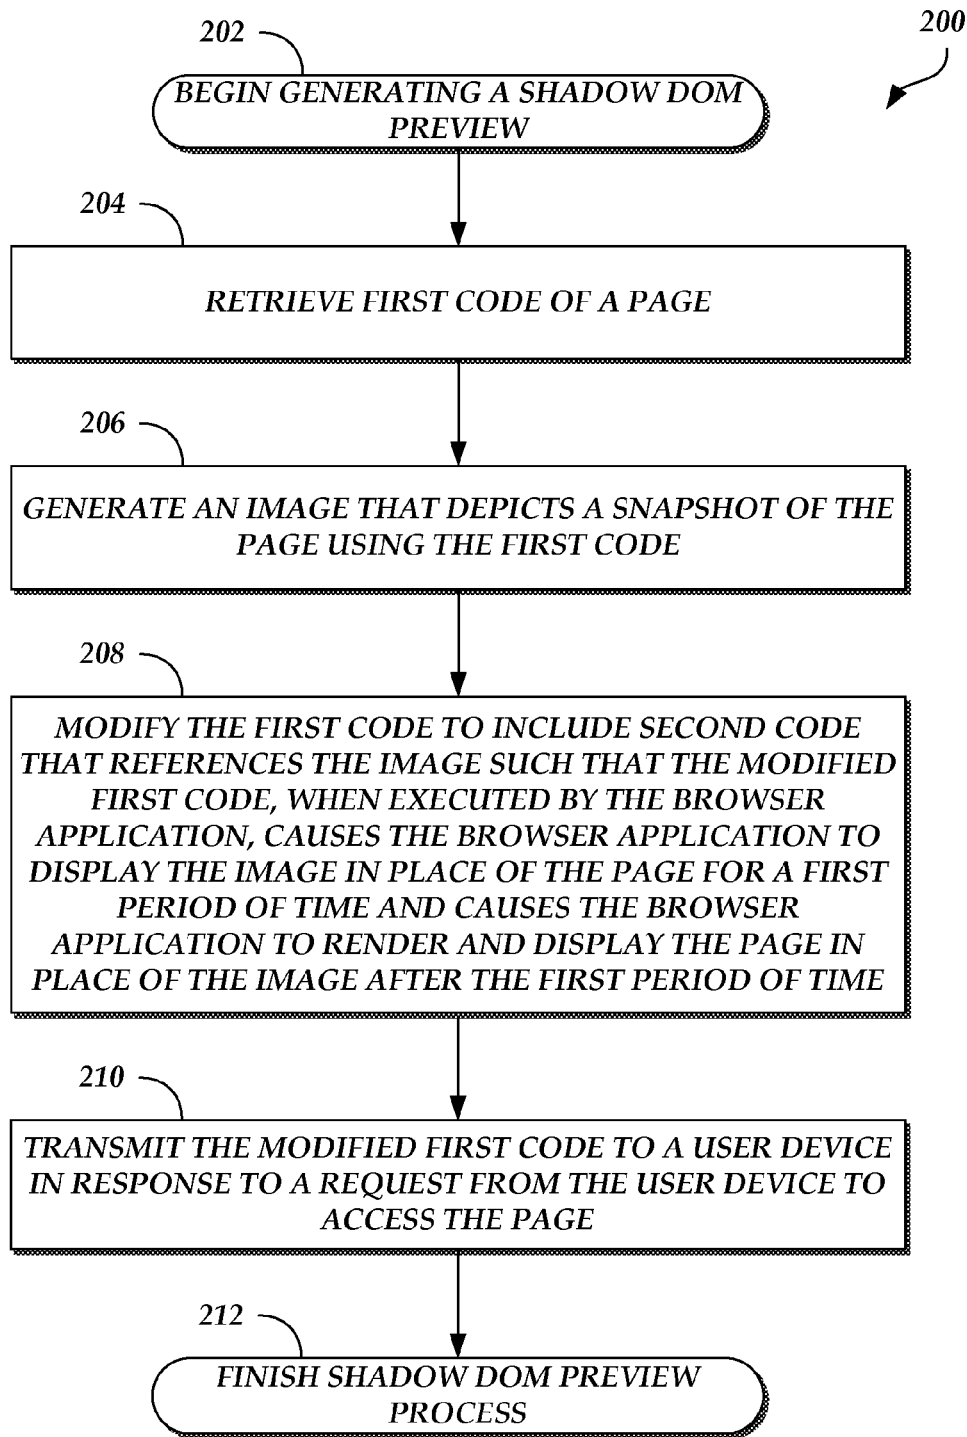 200
202
BEGIN GENERATING A SHADOW DOM
PREVIEW
204
RETRIEVE FIRST CODE OF A PAGE
206
GENERATE AN IMAGE THAT DEPICTS A SNAPSHOT OF THE
PAGE USING THE FIRST CODE
208
MODIFY THE FIRST CODE TO INCLUDE SECOND CODE
THAT REFERENCES THE IMAGE SUCH THAT THE MODIFIED
FIRST CODE, WHEN EXECUTED BY THE BROWSER
APPLICATION, CAUSES THE BROWSER APPLICATION TO
DISPLAY THE IMAGE IN PLACE OF THE PAGE FOR A FIRST
PERIOD OF TIME AND CAUSES THE BROWSER
APPLICATION TO RENDER AND DISPLAY THE PAGE IN
PLACE OF THE IMAGE AFTER THE FIRST PERIOD OF TIME
210
TRANSMIT THE MODIFIED FIRST CODE TO A USER DEVICE
IN RESPONSE TO A REQUEST FROM THE USER DEVICE TO
ACCESS THE PAGE
212
FINISH SHADOW DOM PREVIEW
PROCESS